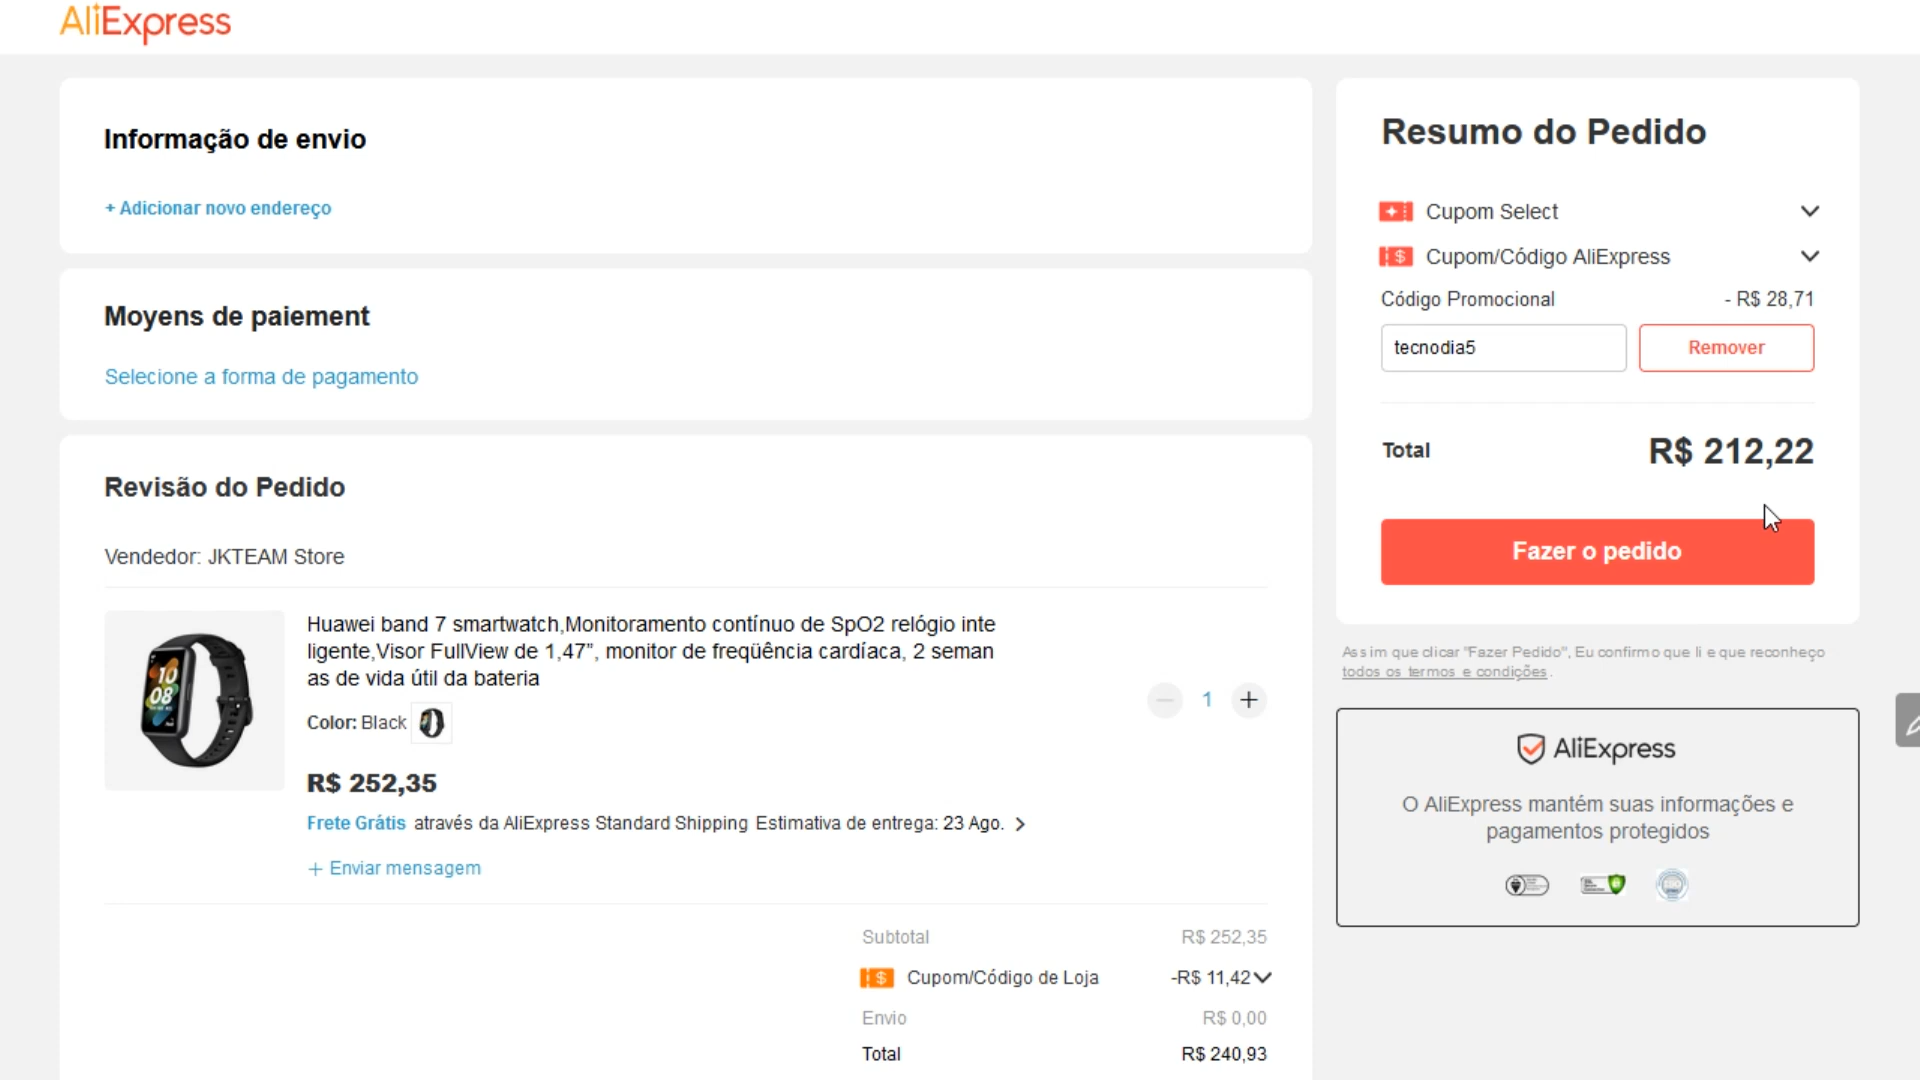 AliExpress
Informação de envio
+ Adicionar novo endereço
Moyens de paiement
Selecione a forma de pagamento
Revisão do Pedido
Vendedor: JKTEAM Store
Huawei band 7 smartwatch,Monitoramento contínuo de SpO2 relógio inte
ligente,Visor FullView de 1,47”, monitor de freqüência cardíaca, 2 seman
as de vida útil da bateria
Color: Black
1
R$ 252,35
Frete Grátis através da AliExpress Standard Shipping Estimativa de entrega: 23 Ago.
+ Enviar mensagem
Subtotal R$ 252,35
Cupom/Código de Loja -R$ 11,42
Envio R$ 0,00
Total R$ 240,93
Resumo do Pedido
Cupom Select
Cupom/Código AliExpress
Código Promocional - R$ 28,71
tecnodia5 Remover
Total R$ 212,22
Fazer o pedido
Assim que clicar "Fazer Pedido", Eu confirmo que li e que reconheço
todos os termos e condições.
AliExpress
O AliExpress mantém suas informações e
pagamentos protegidos
10
08